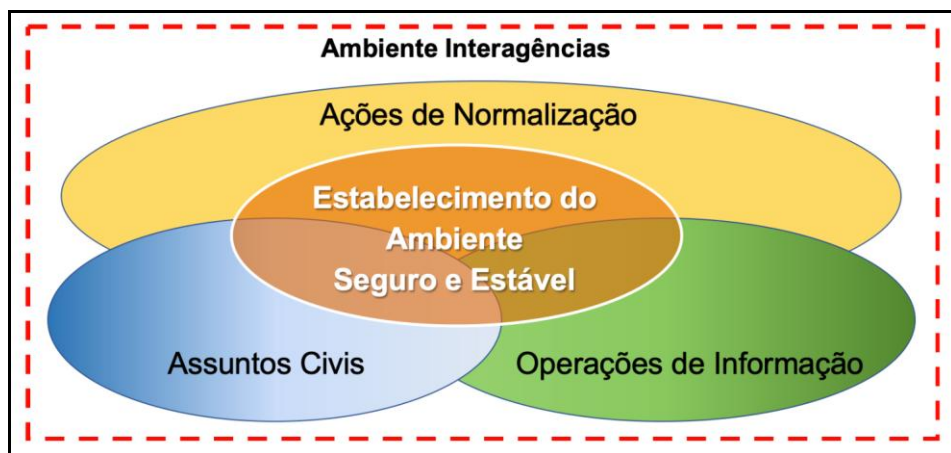 Ambiente Interagências
Ações de Normalização
Estabelecimento do
Ambiente
Seguro e Estável
Assuntos Civis
Operações de Informação